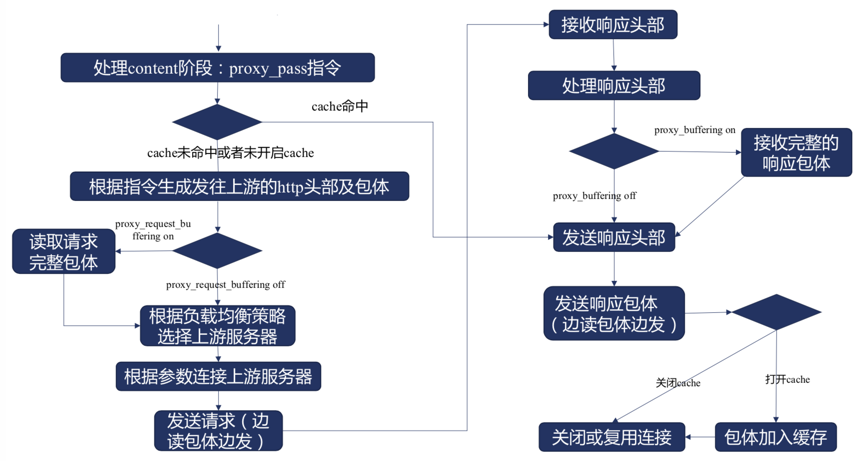 处理content阶段：proxy_pass指令
cache命中
cache未命中或者未开启cache
根据指令生成发往上游的http头部及包体
proxy_request_bu
ffering on
读取请求
完整包体
proxy_request_buffering off
根据负载均衡策略
选择上游服务器
根据参数连接上游服务器
发送请求（边
读包体边发）
接收响应头部
处理响应头部
proxy_buffering on
接收完整的
响应包体
proxy_buffering off
发送响应头部
发送响应包体
（边读包体边发）
关闭cache
打开cache
关闭或复用连接
包体加入缓存